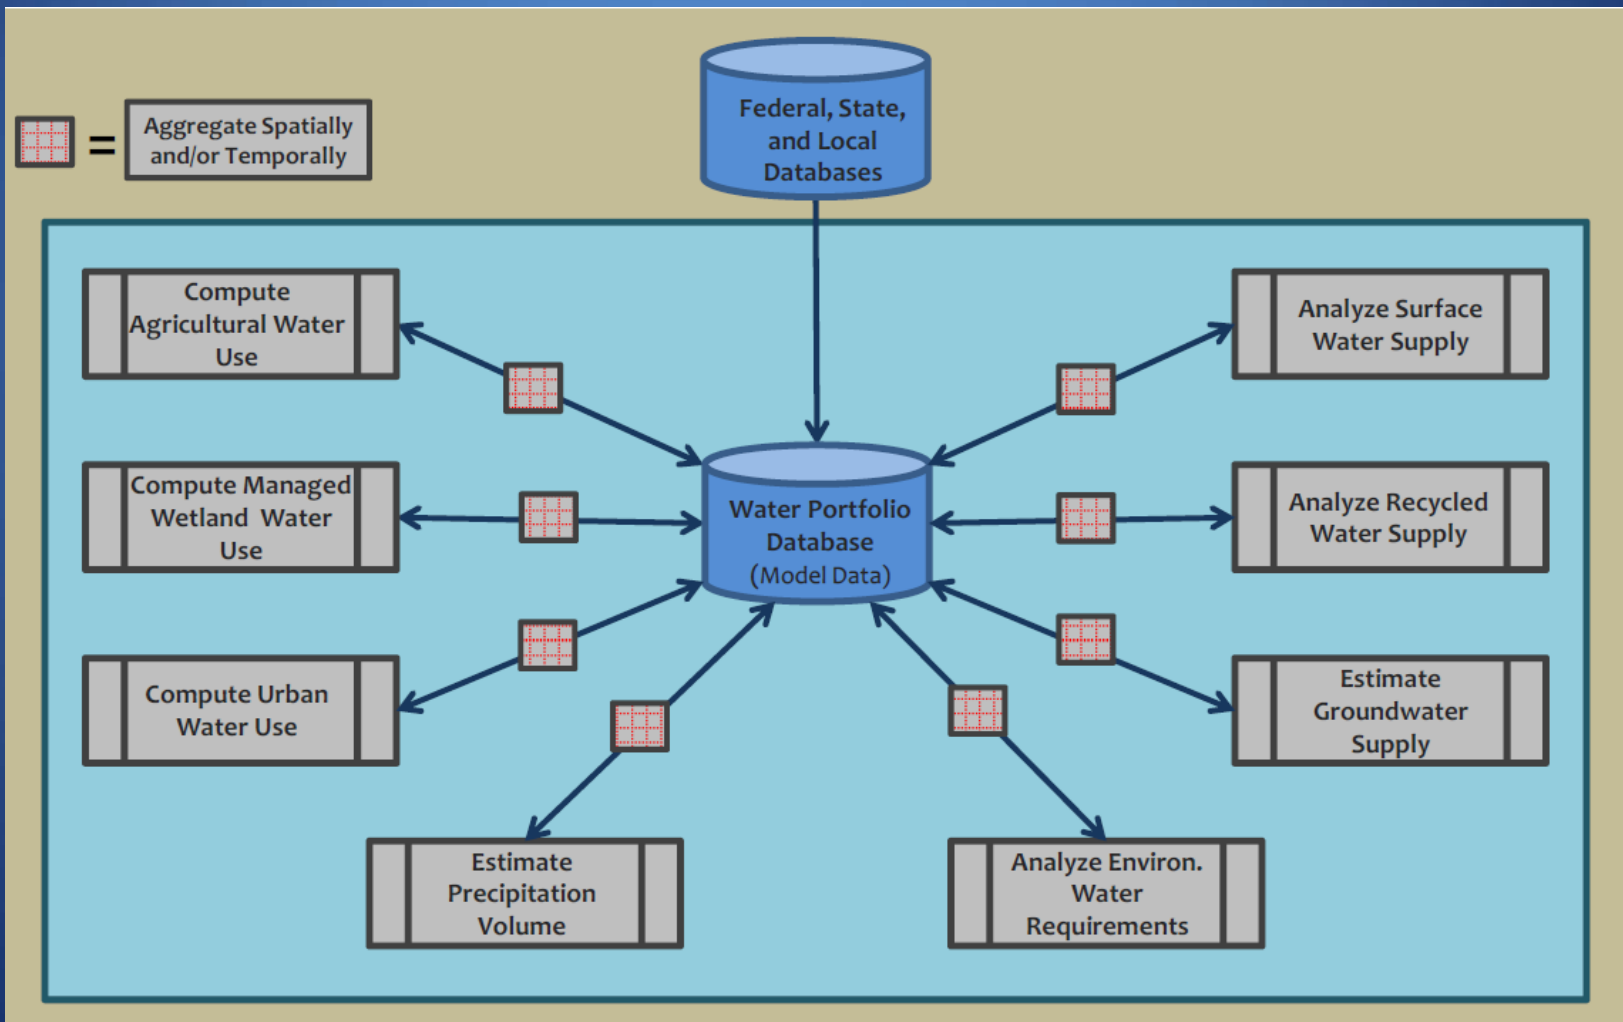 Federal, State,
and Local
Databases
=
Aggregate Spatially
and/or Temporally
Compute
Agricultural Water
Use
Analyze Surface
Water Supply
Compute Managed
Wetland Water
Use
Water Portfolio
Database
(Model Data)
Analyze Recycled
Water Supply
Compute Urban
Water Use
Estimate
Groundwater
Supply
Estimate
Precipitation
Volume
Analyze Environ.
Water
Requirements